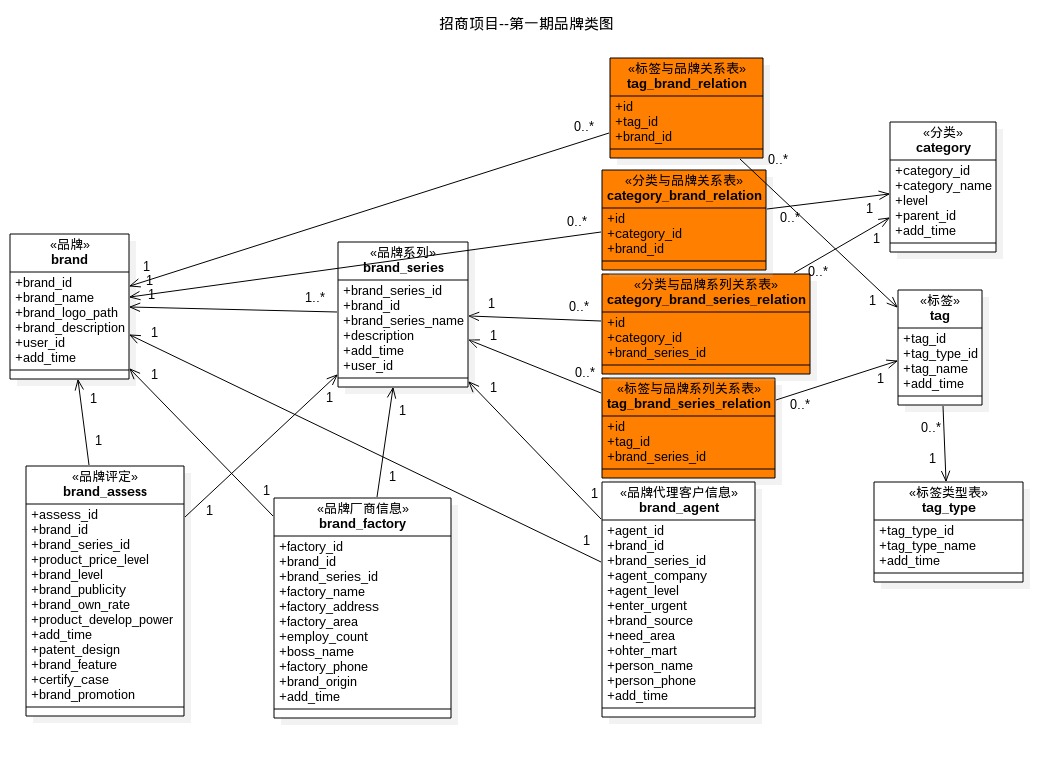 招商项目--第一期品牌类图
«标签与品牌关系表»
tag_brand_relation
+id
+tag_id
+brand_id
0..*
0..*
«分类»
category
+category_id
+category_name
+level
+parent_id
+add_time
«分类与品牌关系表»
category_brand_relation
+id
+category_id
+brand_id
0..*
0..*
1
1
«品牌»
brand
+brand_id
+brand_name
+brand_logo_path
+brand_description
+user_id
+add_time
1
1
1
1
1
«品牌系列»
brand_series
+brand_series_id
+brand_id
+brand_series_name
+description
+add_time
+user_id
1..*
1
1
1
«分类与品牌系列关系表»
category_brand_series_relation
+id
+category_id
+brand_series_id
0..*
0..*
«标签»
tag
+tag_id
+tag_type_id
+tag_name
+add_time
1
1
«标签与品牌系列关系表»
tag_brand_series_relation
+id
+tag_id
+brand_series_id
0..*
0..*
0..*
1
1
1
1
1
«品牌评定»
brand_assess
+assess_id
+brand_id
+brand_series_id
+product_price_level
+brand_level
+brand_publicity
+brand_own_rate
+product_develop_power
+add_time
+patent_design
+brand_feature
+certify_case
+brand_promotion
1
1
1
«品牌厂商信息»
brand_factory
+factory_id
+brand_id
+brand_series_id
+factory_name
+factory_address
+factory_area
+employ_count
+boss_name
+factory_phone
+brand_origin
+add_time
1
1
«品牌代理客户信息»
brand_agent
+agent_id
+brand_id
+brand_series_id
+agent_company
+agent_level
+enter_urgent
+brand_source
+need_area
+ohter_mart
+person_name
+person_phone
+add_time
«标签类型表»
tag_type
+tag_type_id
+tag_type_name
+add_time